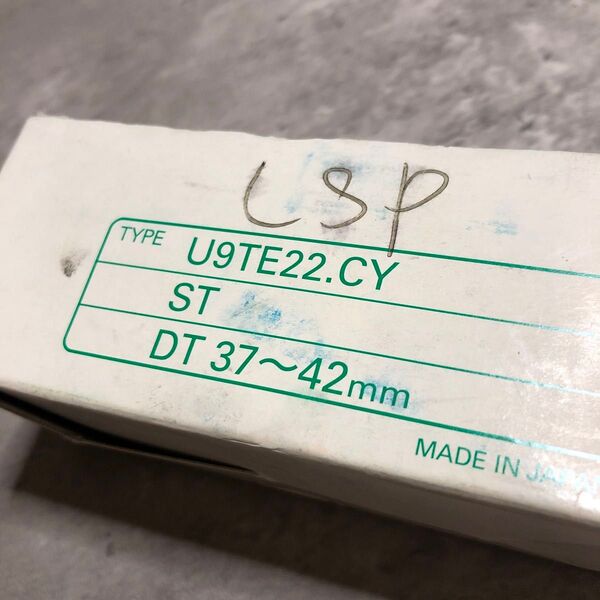 LSP
TYPE U9TE22.CY
ST
DT 37～42mm
MADE IN JAPAN